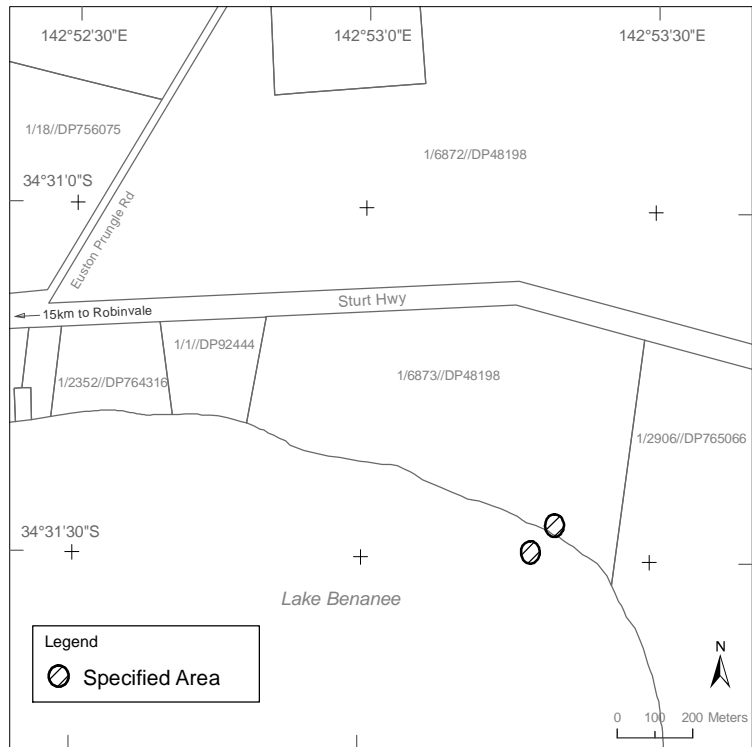 142°52'30"E
142°53'0"E
142°53'30"E
1/18//DP756075
1/6872//DP48198
34°31'0"S
Euston Prungle Rd
Sturt Hwy
15km to Robinvale
1/1//DP92444
1/2352//DP764316
1/6873//DP48198
1/2906//DP765066
34°31'30"S
Lake Benanee
Legend
Specified Area
N
0 100 200 Meters